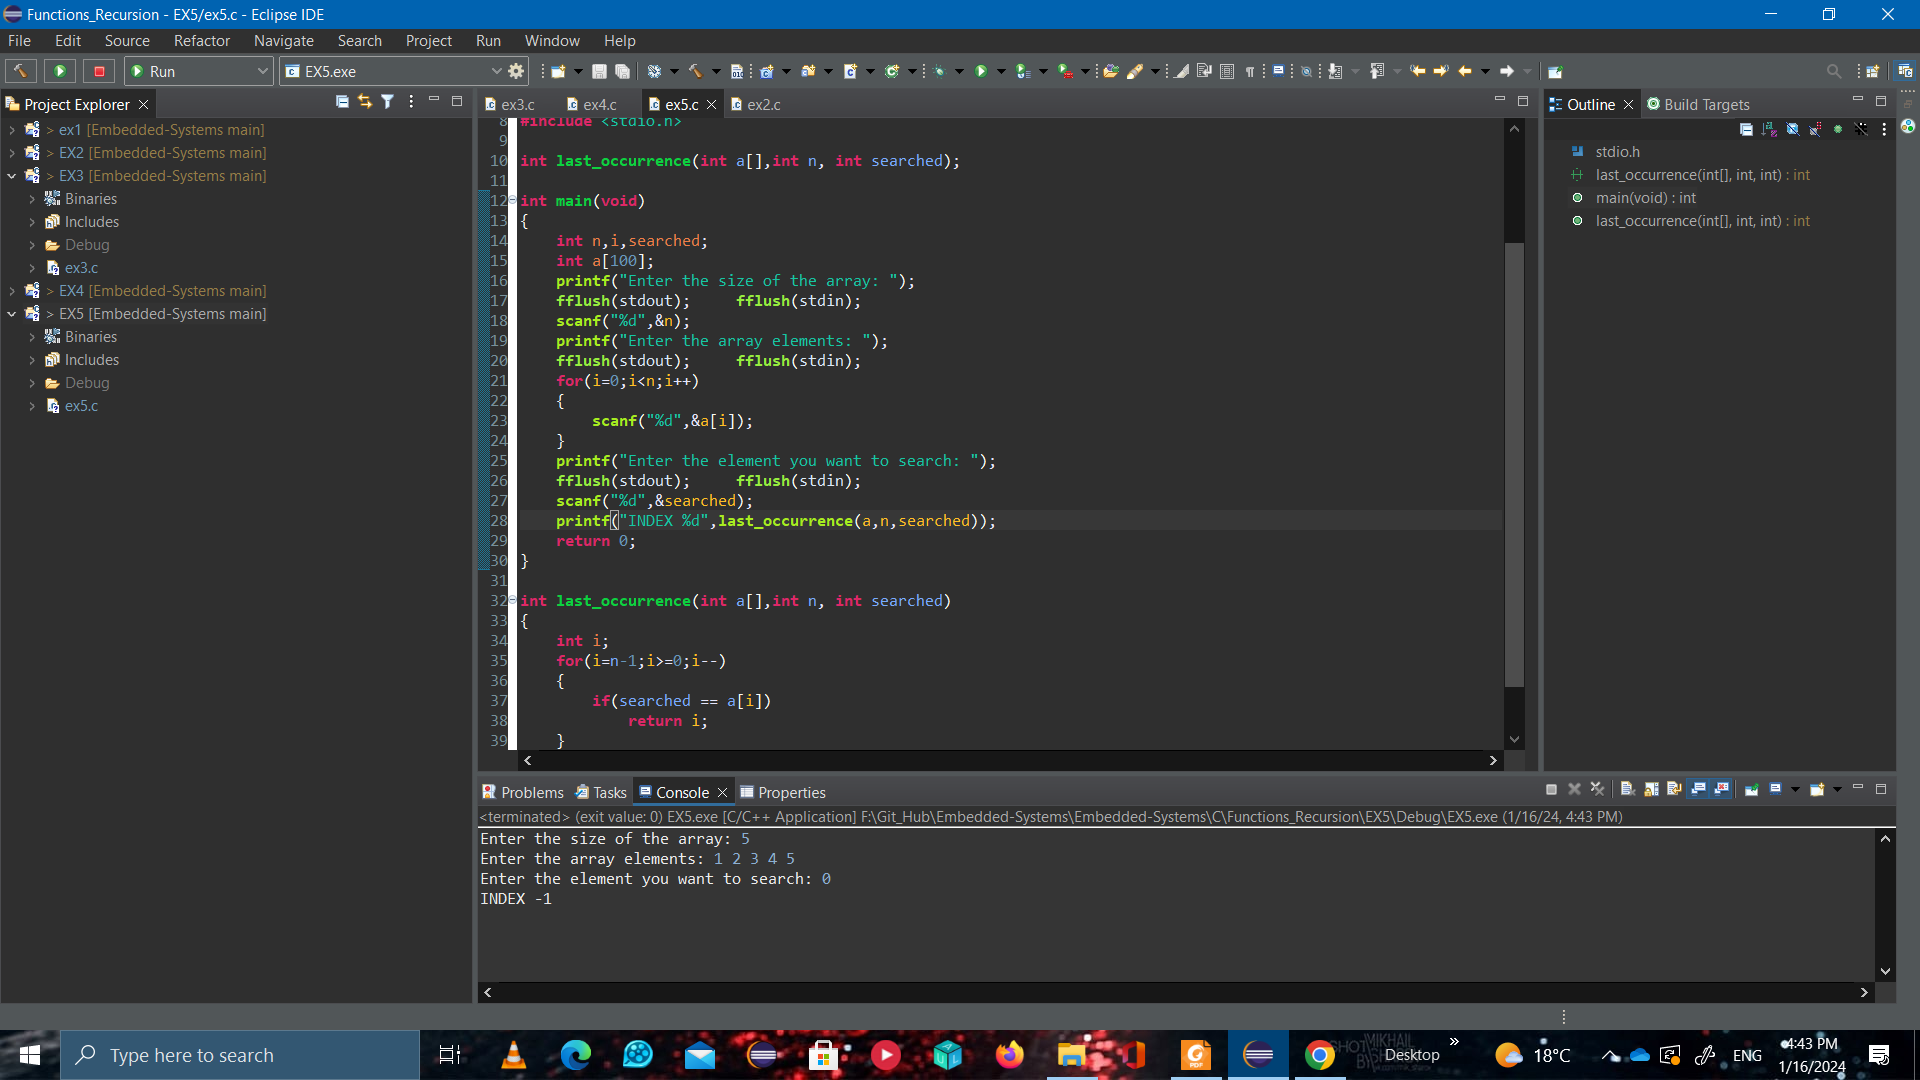 Functions_Recursion - EX5/ex5.c - Eclipse IDE
File Edit Source Refactor Navigate Search Project Run Window Help
Run EX5.exe
Project Explorer
> ex1 [Embedded-Systems main]
> EX2 [Embedded-Systems main]
> EX3 [Embedded-Systems main]
Binaries
Includes
Debug
ex3.c
> EX4 [Embedded-Systems main]
> EX5 [Embedded-Systems main]
Binaries
Includes
Debug
ex5.c
ex3.c ex4.c ex5.c ex2.c
8 #include <stdio.h>
9
10 int last_occurrence(int a[],int n, int searched);
11
12 int main(void)
13 {
14 int n,i,searched;
15 int a[100];
16 printf("Enter the size of the array: ");
17 fflush(stdout); fflush(stdin);
18 scanf("%d",&n);
19 printf("Enter the array elements: ");
20 fflush(stdout); fflush(stdin);
21 for(i=0;i<n;i++)
22 {
23 scanf("%d",&a[i]);
24 }
25 printf("Enter the element you want to search: ");
26 fflush(stdout); fflush(stdin);
27 scanf("%d",&searched);
28 printf("INDEX %d",last_occurrence(a,n,searched));
29 return 0;
30 }
31
32 int last_occurrence(int a[],int n, int searched)
33 {
34 int i;
35 for(i=n-1;i>=0;i--)
36 {
37 if(searched == a[i])
38 return i;
39 }
Outline Build Targets
stdio.h
last_occurrence(int[], int, int) : int
main(void) : int
last_occurrence(int[], int, int) : int
Problems Tasks Console Properties
<terminated> (exit value: 0) EX5.exe [C/C++ Application] F:\Git_Hub\Embedded-Systems\Embedded-Systems\C\Functions_Recursion\EX5\Debug\EX5.exe (1/16/24, 4:43 PM)
Enter the size of the array: 5
Enter the array elements: 1 2 3 4 5
Enter the element you want to search: 0
INDEX -1
Type here to search
Desktop
18°C
ENG
4:43 PM
1/16/2024